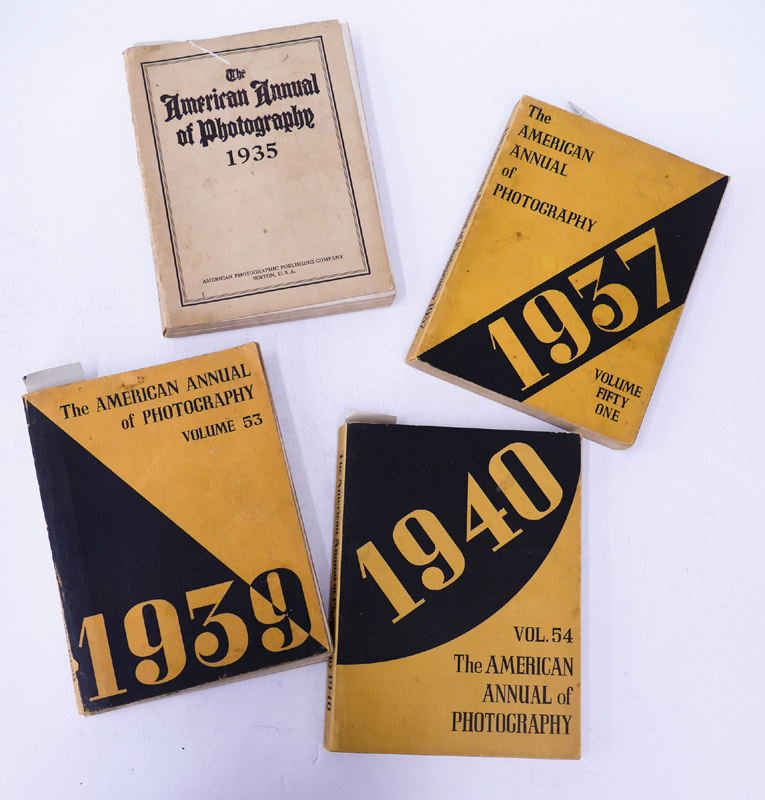 The
American Annual
of Photography
1935
AMERICAN PHOTOGRAPHIC PUBLISHING COMPANY
BOSTON, U.S.A.
The
AMERICAN
ANNUAL
of
PHOTOGRAPHY
1937
VOLUME
FIFTY
ONE
The AMERICAN ANNUAL
of PHOTOGRAPHY
VOLUME 53
1939
1940
VOL. 54
The AMERICAN
ANNUAL of
PHOTOGRAPHY